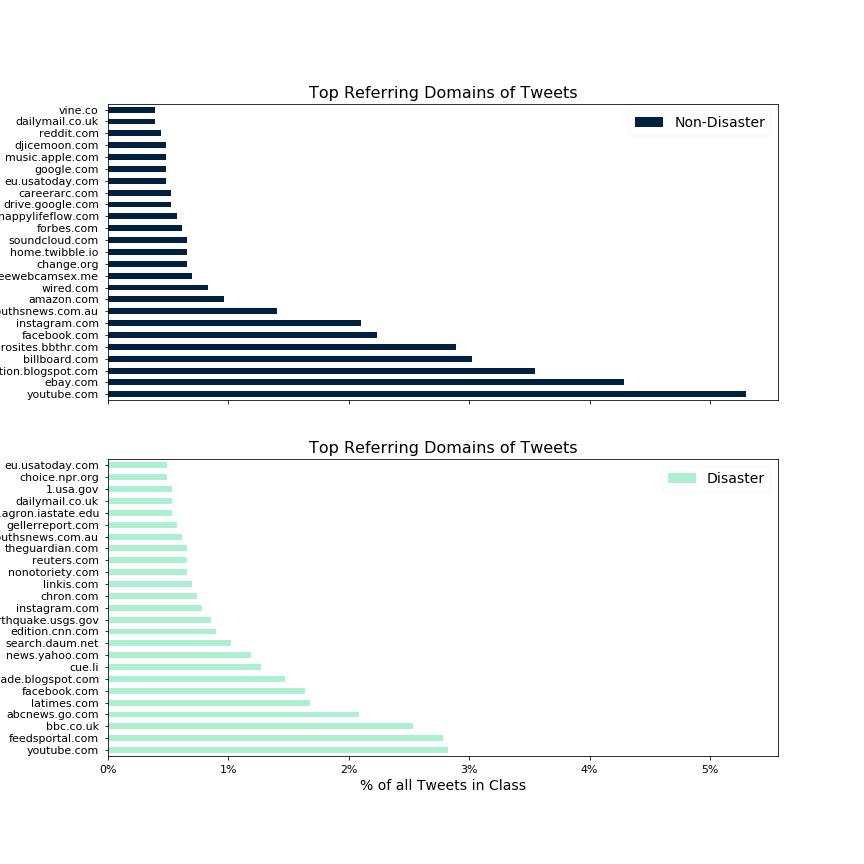 Top Referring Domains of Tweets
vine.co
dailymail.co.uk
reddit.com
djicemoon.com
music.apple.com
google.com
eu.usatoday.com
careerarc.com
drive.google.com
happylifeflow.com
forbes.com
soundcloud.com
home.twibble.io
change.org
eewebcamsex.me
wired.com
amazon.com
outhsnews.com.au
instagram.com
facebook.com
rosites.bbthr.com
billboard.com
tion.blogspot.com
ebay.com
youtube.com
Non-Disaster
Top Referring Domains of Tweets
eu.usatoday.com
choice.npr.org
1.usa.gov
dailymail.co.uk
.agron.iastate.edu
gellerreport.com
outhsnews.com.au
theguardian.com
reuters.com
nonotoriety.com
linkis.com
chron.com
instagram.com
rthquake.usgs.gov
edition.cnn.com
search.daum.net
news.yahoo.com
cue.li
ade.blogspot.com
facebook.com
latimes.com
abcnews.go.com
bbc.co.uk
feedsportal.com
youtube.com
Disaster
0% 1% 2% 3% 4% 5%
% of all Tweets in Class